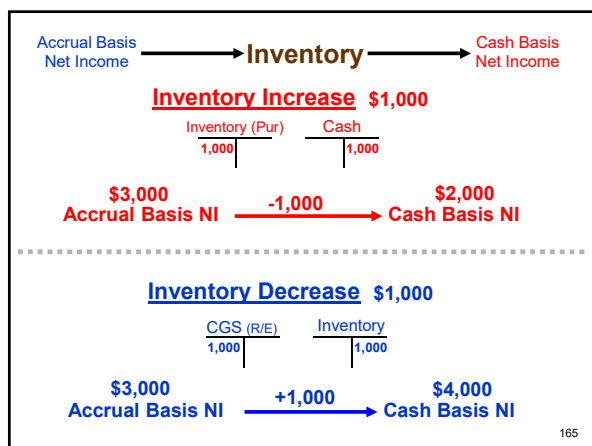 Accrual Basis
Net Income
Inventory
Cash Basis
Net Income
Inventory Increase $1,000
Inventory (Pur) Cash
1,000 1,000
$3,000
Accrual Basis NI
-1,000
$2,000
Cash Basis NI
Inventory Decrease $1,000
CGS (R/E) Inventory
1,000 1,000
$3,000
Accrual Basis NI
+1,000
$4,000
Cash Basis NI
165